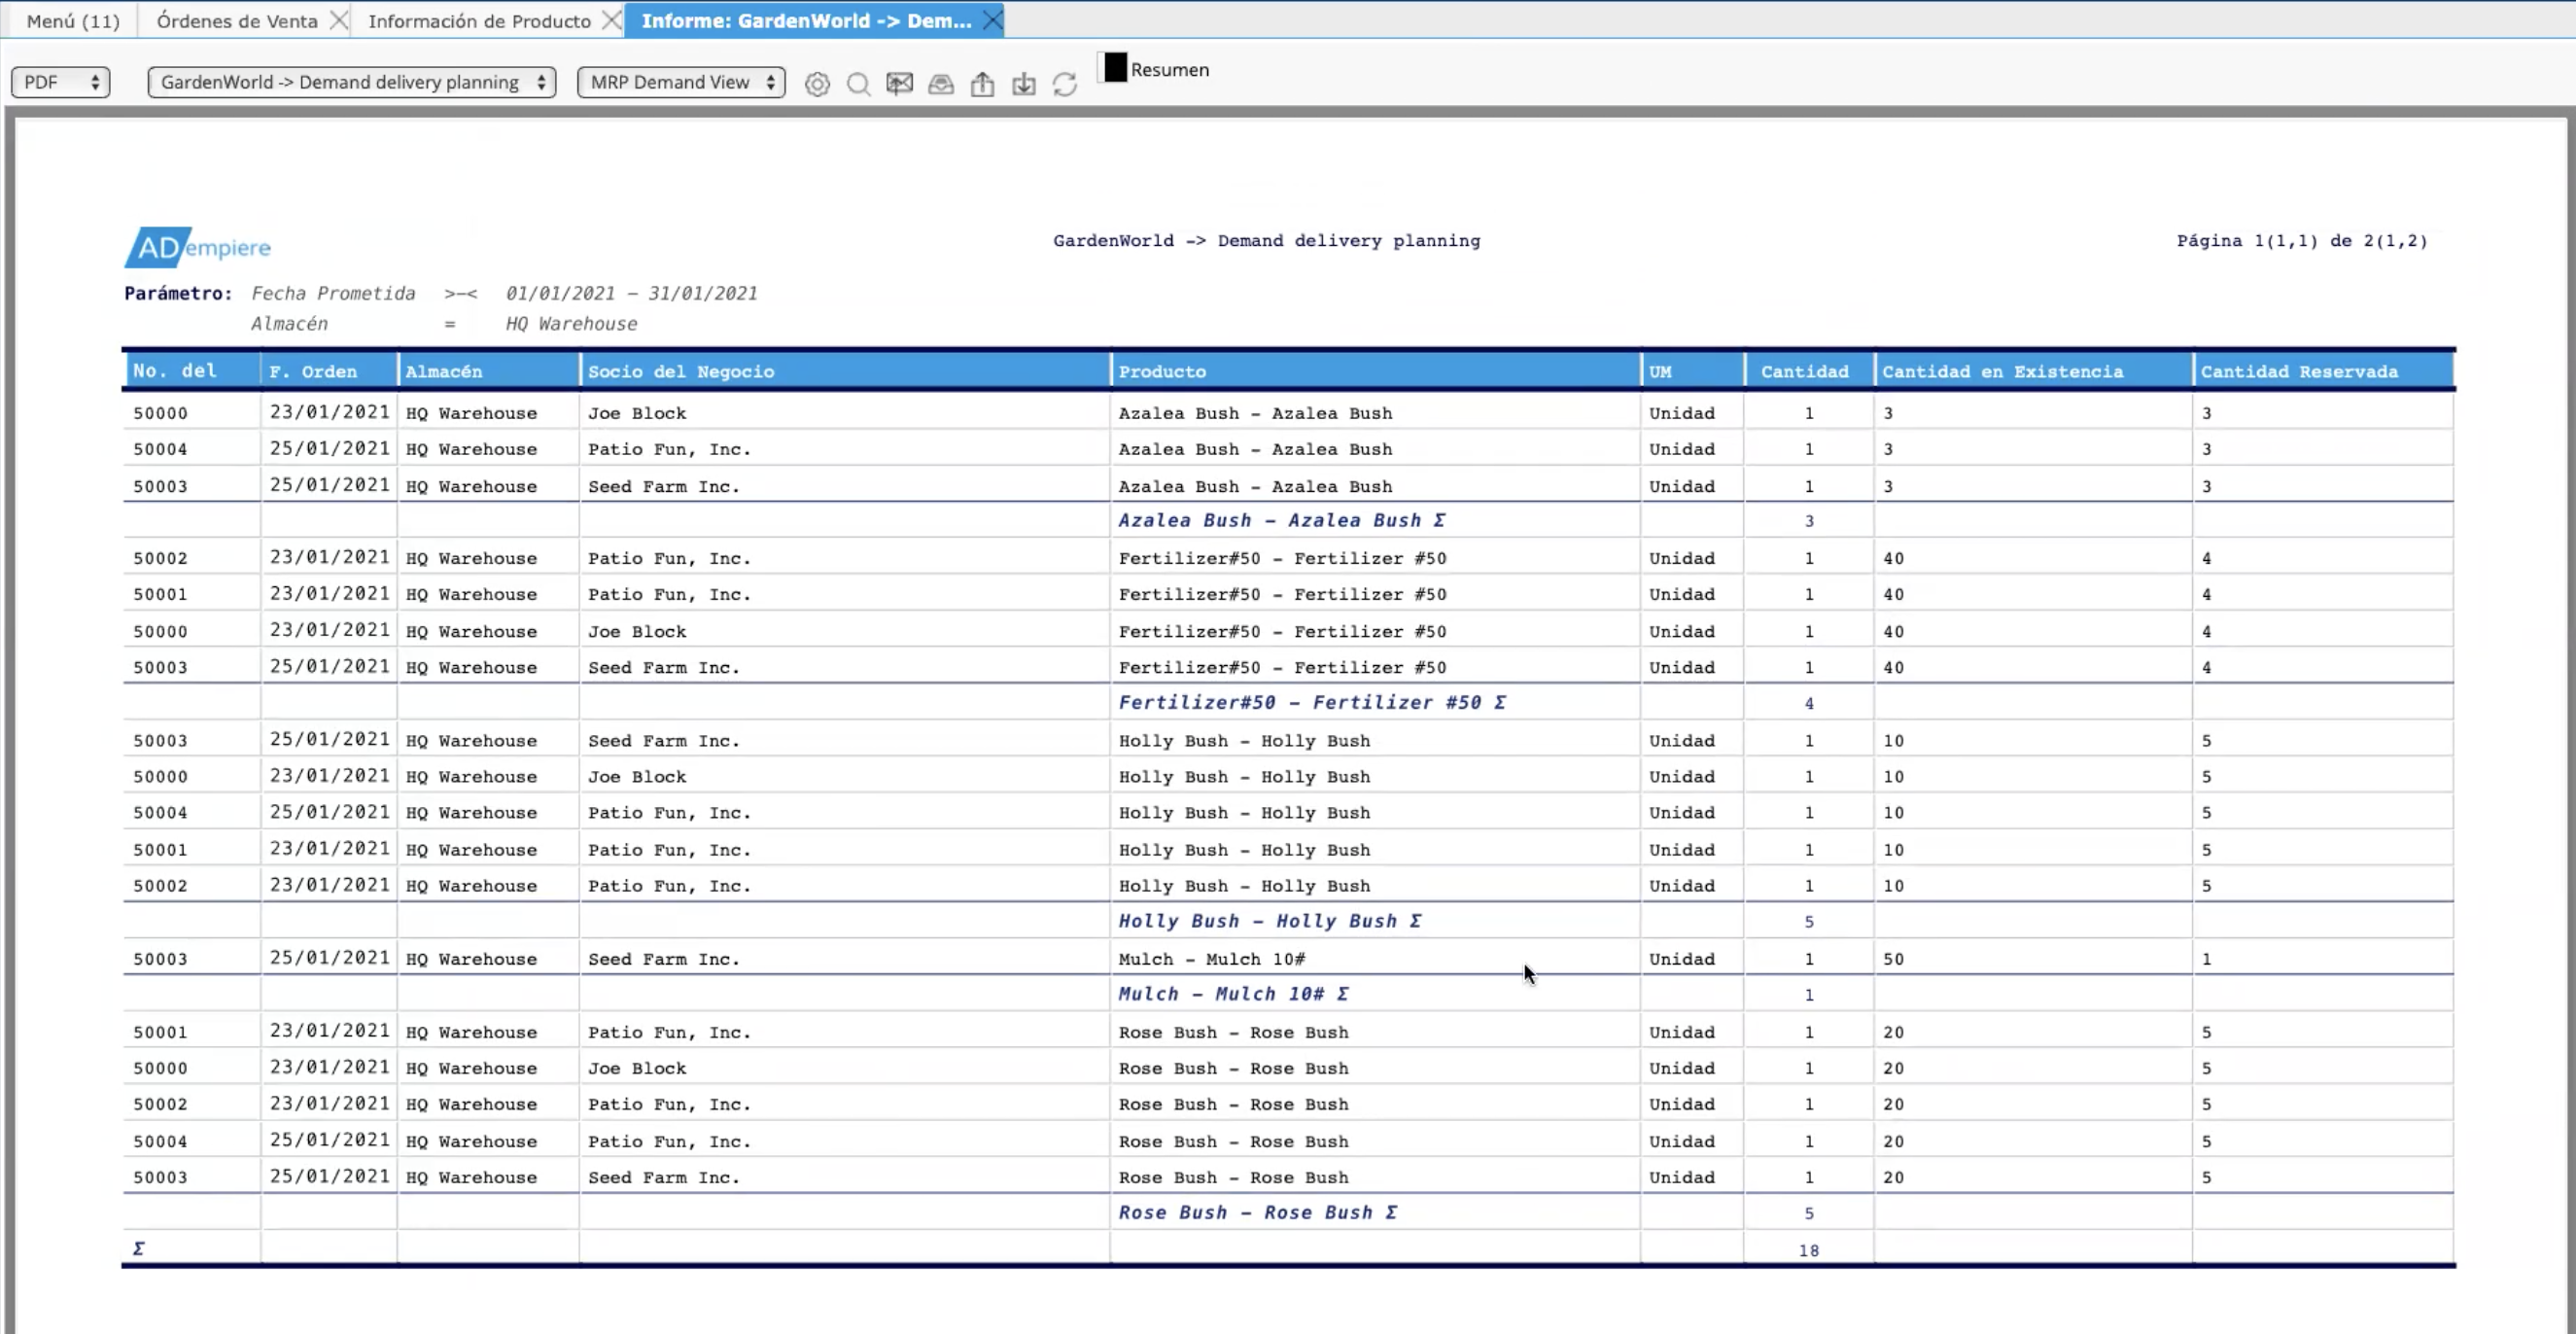 Menú (11) Órdenes de Venta Información de Producto Informe: GardenWorld -> Dem...
PDF GardenWorld -> Demand delivery planning MRP Demand View Resumen
ADempiere GardenWorld -> Demand delivery planning Página 1(1,1) de 2(1,2)
Parámetro: Fecha Prometida >-< 01/01/2021 - 31/01/2021
Almacén = HQ Warehouse
No. del F. Orden Almacén Socio del Negocio Producto UM Cantidad Cantidad en Existencia Cantidad Reservada
50000 23/01/2021 HQ Warehouse Joe Block Azalea Bush - Azalea Bush Unidad 1 3 3
50004 25/01/2021 HQ Warehouse Patio Fun, Inc. Azalea Bush - Azalea Bush Unidad 1 3 3
50003 25/01/2021 HQ Warehouse Seed Farm Inc. Azalea Bush - Azalea Bush Unidad 1 3 3
Azalea Bush - Azalea Bush Σ 3
50002 23/01/2021 HQ Warehouse Patio Fun, Inc. Fertilizer#50 - Fertilizer #50 Unidad 1 40 4
50001 23/01/2021 HQ Warehouse Patio Fun, Inc. Fertilizer#50 - Fertilizer #50 Unidad 1 40 4
50000 23/01/2021 HQ Warehouse Joe Block Fertilizer#50 - Fertilizer #50 Unidad 1 40 4
50003 25/01/2021 HQ Warehouse Seed Farm Inc. Fertilizer#50 - Fertilizer #50 Unidad 1 40 4
Fertilizer#50 - Fertilizer #50 Σ 4
50003 25/01/2021 HQ Warehouse Seed Farm Inc. Holly Bush - Holly Bush Unidad 1 10 5
50000 23/01/2021 HQ Warehouse Joe Block Holly Bush - Holly Bush Unidad 1 10 5
50004 25/01/2021 HQ Warehouse Patio Fun, Inc. Holly Bush - Holly Bush Unidad 1 10 5
50001 23/01/2021 HQ Warehouse Patio Fun, Inc. Holly Bush - Holly Bush Unidad 1 10 5
50002 23/01/2021 HQ Warehouse Patio Fun, Inc. Holly Bush - Holly Bush Unidad 1 10 5
Holly Bush - Holly Bush Σ 5
50003 25/01/2021 HQ Warehouse Seed Farm Inc. Mulch - Mulch 10# Unidad 1 50 1
Mulch - Mulch 10# Σ 1
50001 23/01/2021 HQ Warehouse Patio Fun, Inc. Rose Bush - Rose Bush Unidad 1 20 5
50000 23/01/2021 HQ Warehouse Joe Block Rose Bush - Rose Bush Unidad 1 20 5
50002 23/01/2021 HQ Warehouse Patio Fun, Inc. Rose Bush - Rose Bush Unidad 1 20 5
50004 25/01/2021 HQ Warehouse Patio Fun, Inc. Rose Bush - Rose Bush Unidad 1 20 5
50003 25/01/2021 HQ Warehouse Seed Farm Inc. Rose Bush - Rose Bush Unidad 1 20 5
Rose Bush - Rose Bush Σ 5
Σ 18